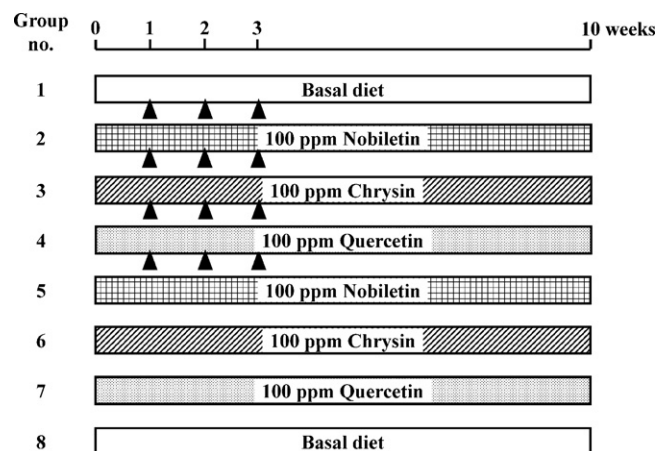 Group no. 0 1 2 3 10 weeks
1 Basal diet
2 100 ppm Nobiletin
3 100 ppm Chrysin
4 100 ppm Quercetin
5 100 ppm Nobiletin
6 100 ppm Chrysin
7 100 ppm Quercetin
8 Basal diet